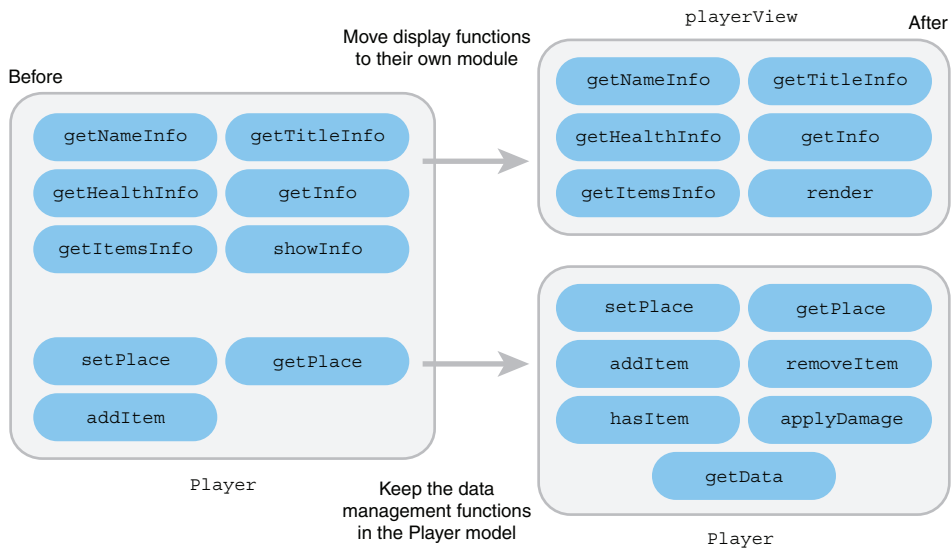 Before
getNameInfo
getTitleInfo
getHealthInfo
getInfo
getItemsInfo
showInfo
setPlace
getPlace
addItem
Player
Move display functions
to their own module
Keep the data
management functions
in the Player model
playerView
After
getNameInfo
getTitleInfo
getHealthInfo
getInfo
getItemsInfo
render
setPlace
getPlace
addItem
removeItem
hasItem
applyDamage
getData
Player